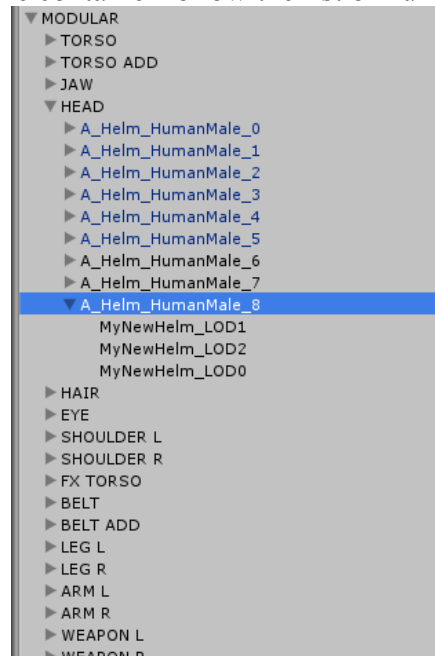 MODULAR
TORSO
TORSO ADD
JAW
HEAD
A_Helm_HumanMale_0
A_Helm_HumanMale_1
A_Helm_HumanMale_2
A_Helm_HumanMale_3
A_Helm_HumanMale_4
A_Helm_HumanMale_5
A_Helm_HumanMale_6
A_Helm_HumanMale_7
A_Helm_HumanMale_8
MyNewHelm_LOD1
MyNewHelm_LOD2
MyNewHelm_LOD0
HAIR
EYE
SHOULDER L
SHOULDER R
FX TORSO
BELT
BELT ADD
LEG L
LEG R
ARM L
ARM R
WEAPON L
WEAPON R